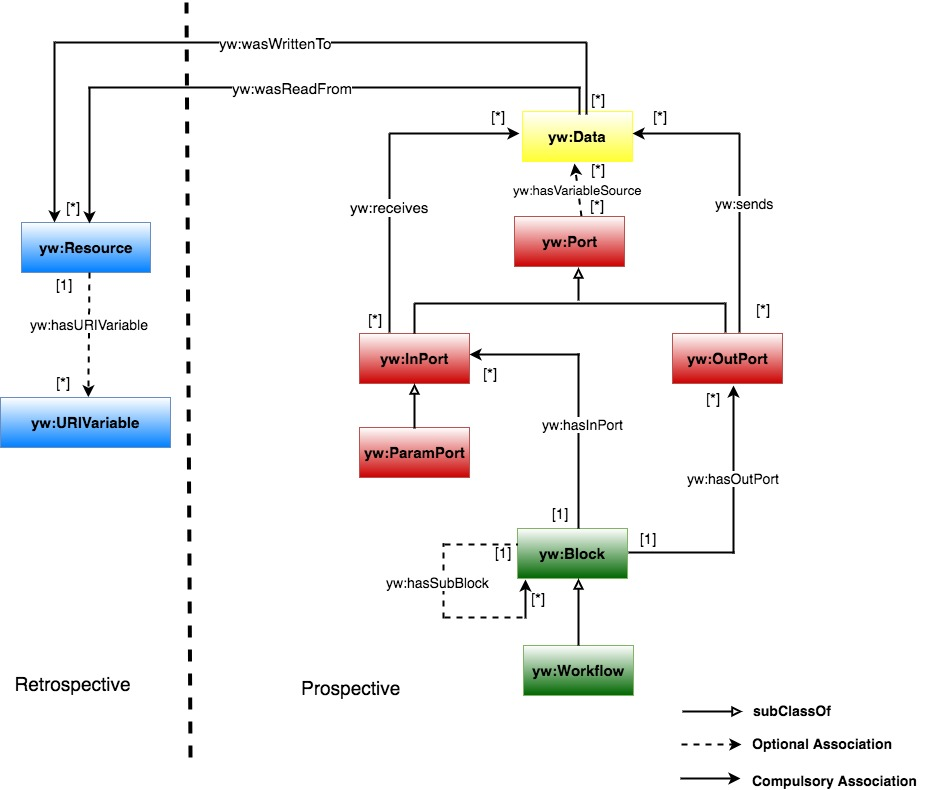 yw:wasWrittenTo
yw:wasReadFrom
[*]
[*]
[*]
yw:Data
[*]
yw:hasVariableSource
yw:receives
[*]
yw:sends
[*]
yw:Resource
yw:Port
[1]
yw:hasURIVariable
[*]
[*]
[*]
yw:InPort
yw:OutPort
[*]
[*]
[*]
yw:URIVariable
yw:hasInPort
yw:ParamPort
yw:hasOutPort
[1]
[1]
[1]
yw:Block
yw:hasSubBlock
[*]
yw:Workflow
Retrospective
Prospective
subClassOf
Optional Association
Compulsory Association